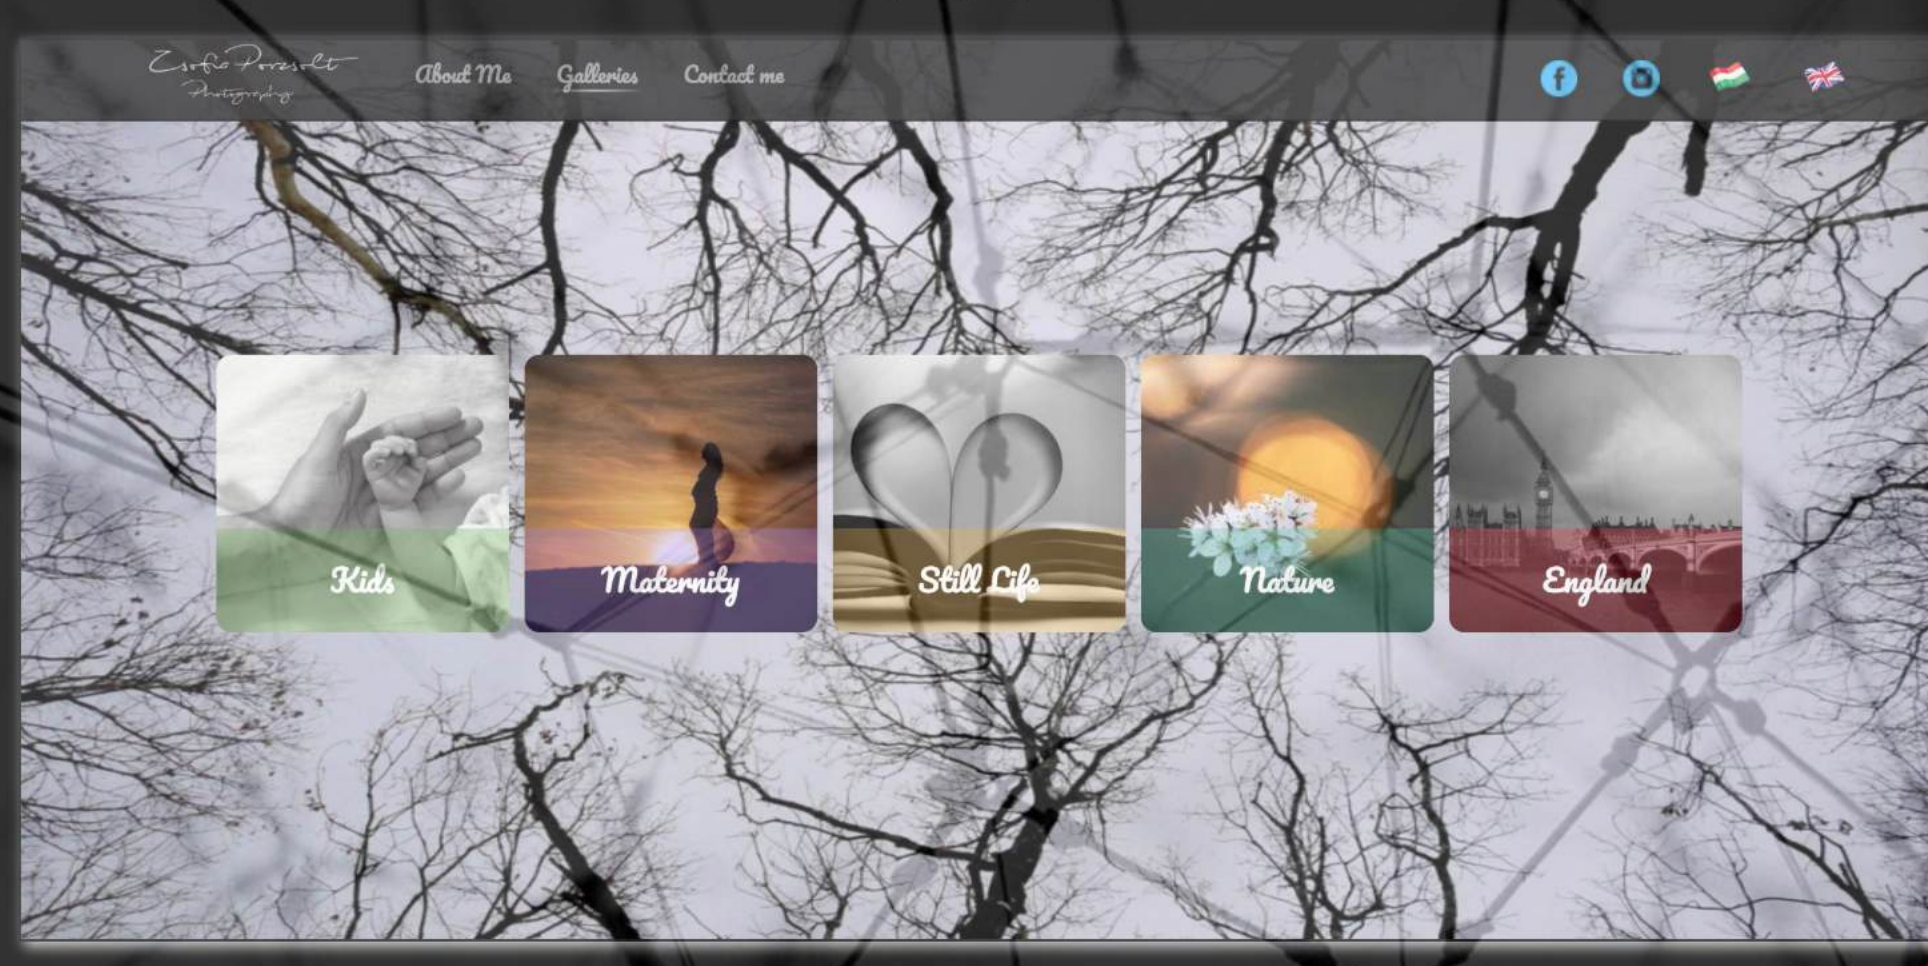 Zsofia Porzsolt
Photography
About Me
Galleries
Contact me
Kids
Maternity
Still Life
Nature
England